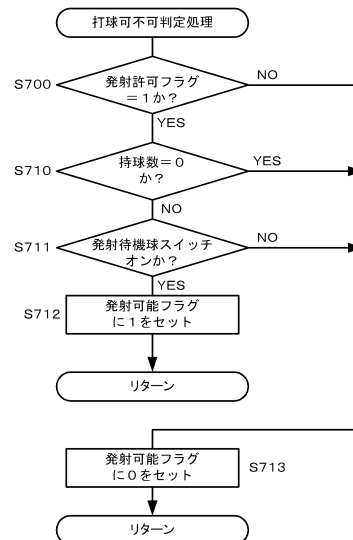 打球可不可判定処理
S700
発射許可フラグ
＝１か？
NO
YES
S710
持球数＝０
か？
YES
NO
S711
発射待機球スイッチ
オンか？
NO
YES
S712
発射可能フラグ
に１をセット
リターン
発射可能フラグ
に０をセット
S713
リターン